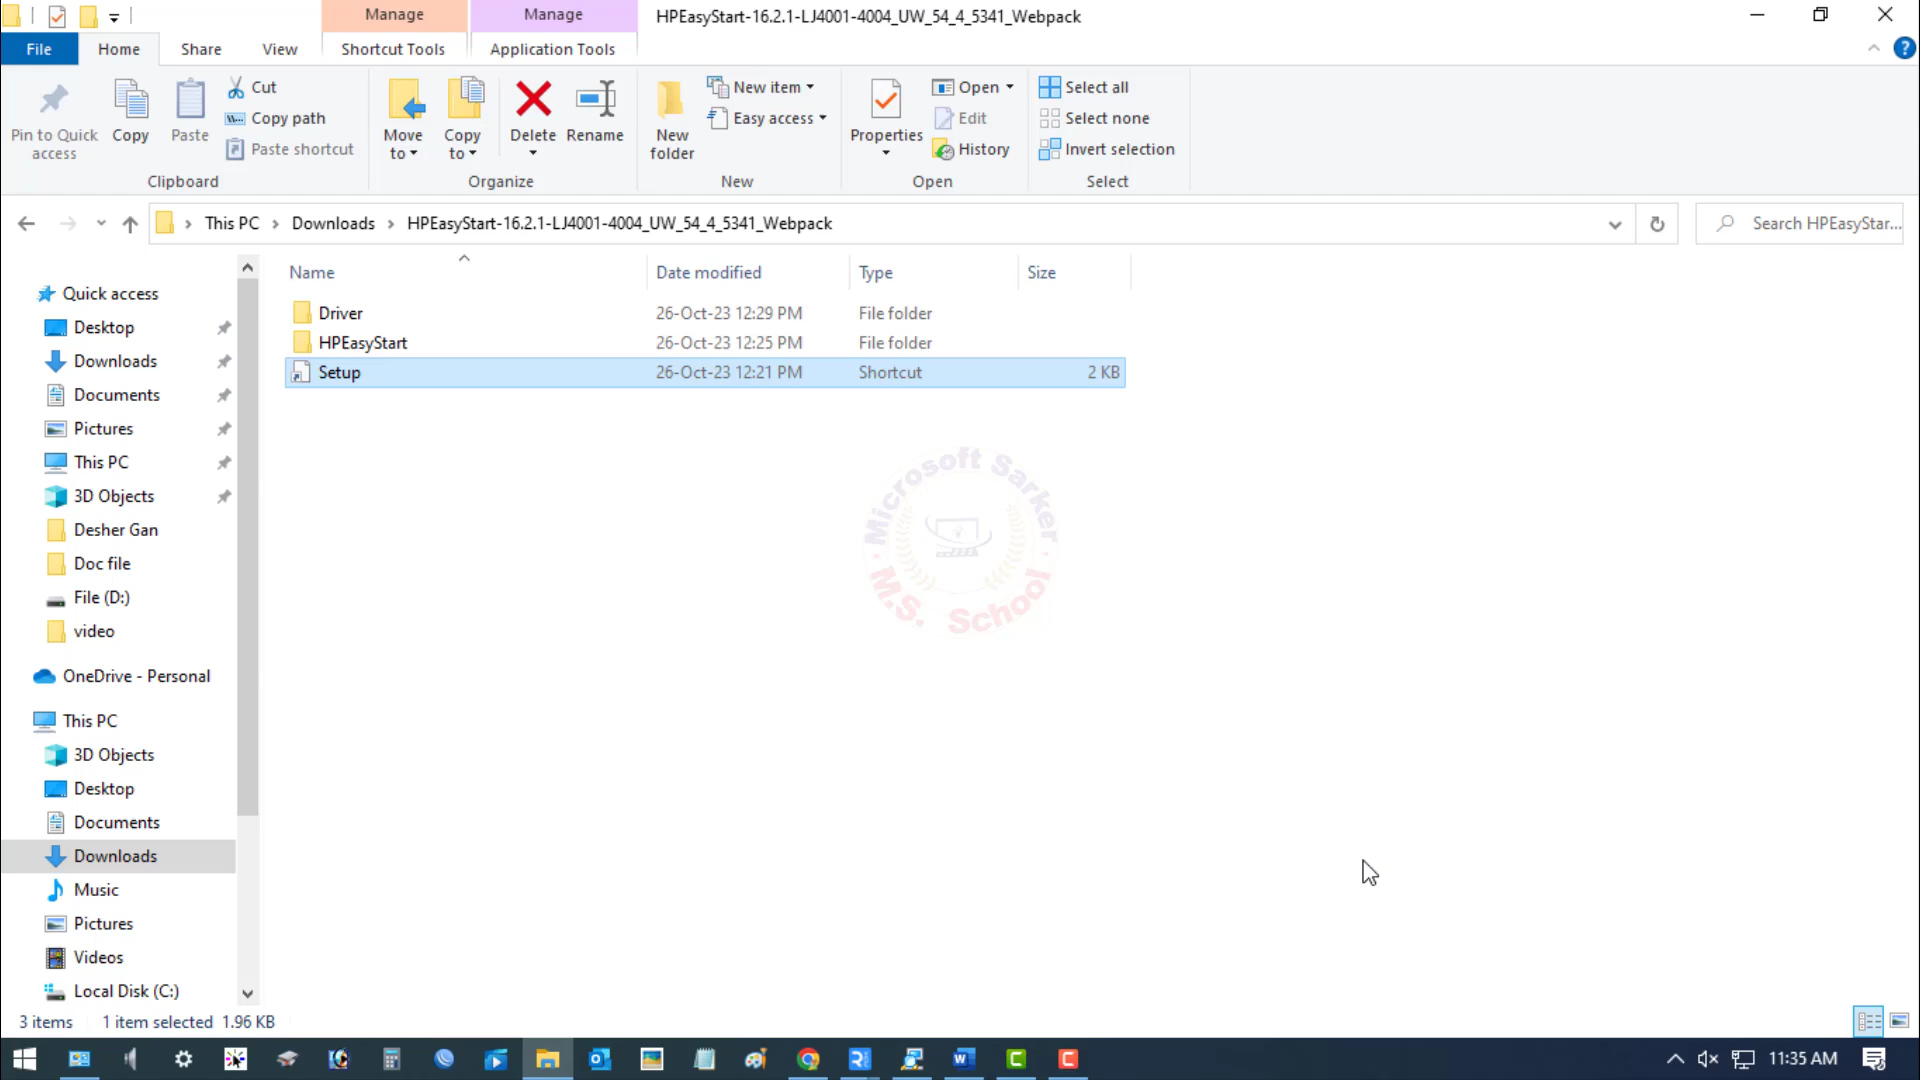 Manage
Manage
HPEasyStart-16.2.1-LJ4001-4004_UW_54_4_5341_Webpack
File
Home
Share
View
Shortcut Tools
Application Tools
Pin to Quick access
Copy
Paste
Cut
Copy path
Paste shortcut
Clipboard
Move to
Copy to
Delete
Rename
Organize
New folder
New item
Easy access
New
Properties
Open
Edit
History
Open
Select all
Select none
Invert selection
Select
This PC > Downloads > HPEasyStart-16.2.1-LJ4001-4004_UW_54_4_5341_Webpack
Search HPEasyStar...
Name Date modified Type Size
Driver 26-Oct-23 12:29 PM File folder
HPEasyStart 26-Oct-23 12:25 PM File folder
Setup 26-Oct-23 12:21 PM Shortcut 2 KB
Quick access
Desktop
Downloads
Documents
Pictures
This PC
3D Objects
Desher Gan
Doc file
File (D:)
video
OneDrive - Personal
This PC
3D Objects
Desktop
Documents
Downloads
Music
Pictures
Videos
Local Disk (C:)
Microsoft Sarker
M.S. School
3 items 1 item selected 1.96 KB
11:35 AM